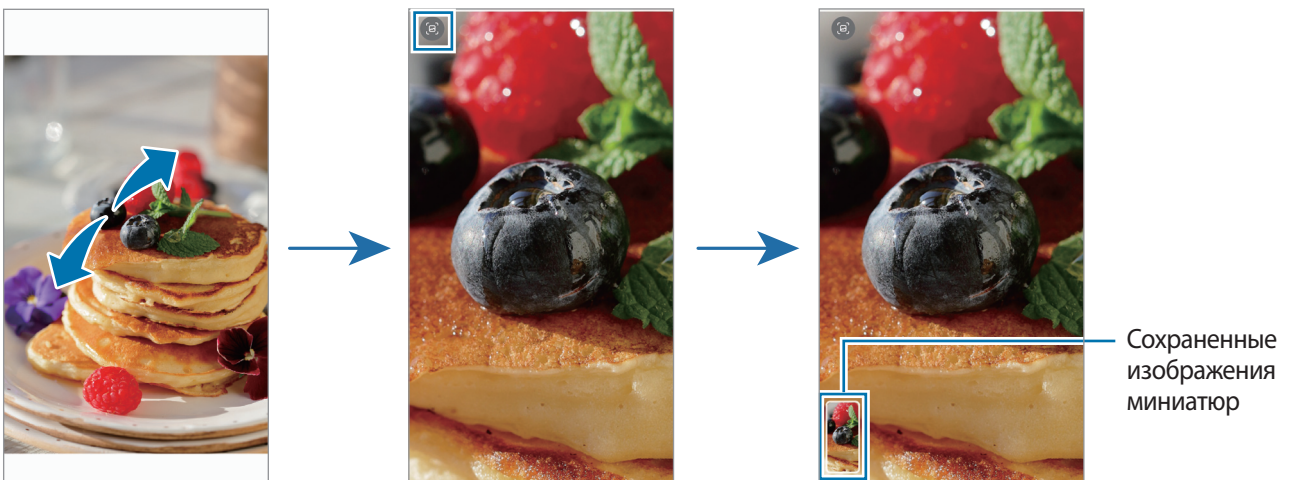 Сохраненные
изображения
миниатюр